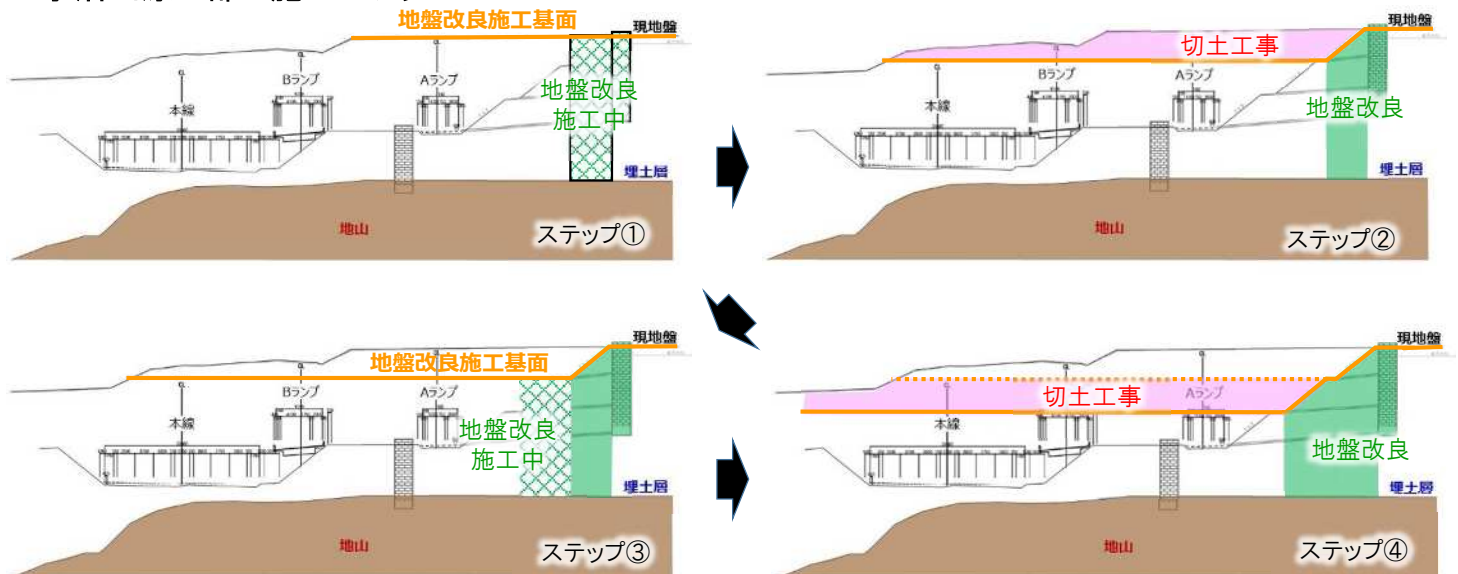 地盤改良施工基面
現地盤
Bランプ
Aランプ
本線
地盤改良
施工中
埋土層
地山
ステップ①
切土工事
現地盤
Bランプ
Aランプ
本線
地盤改良
埋土層
地山
ステップ②
地盤改良施工基面
現地盤
Bランプ
Aランプ
本線
地盤改良
施工中
埋土層
地山
ステップ③
現地盤
切土工事
Aランプ
本線
地盤改良
埋土層
地山
ステップ④